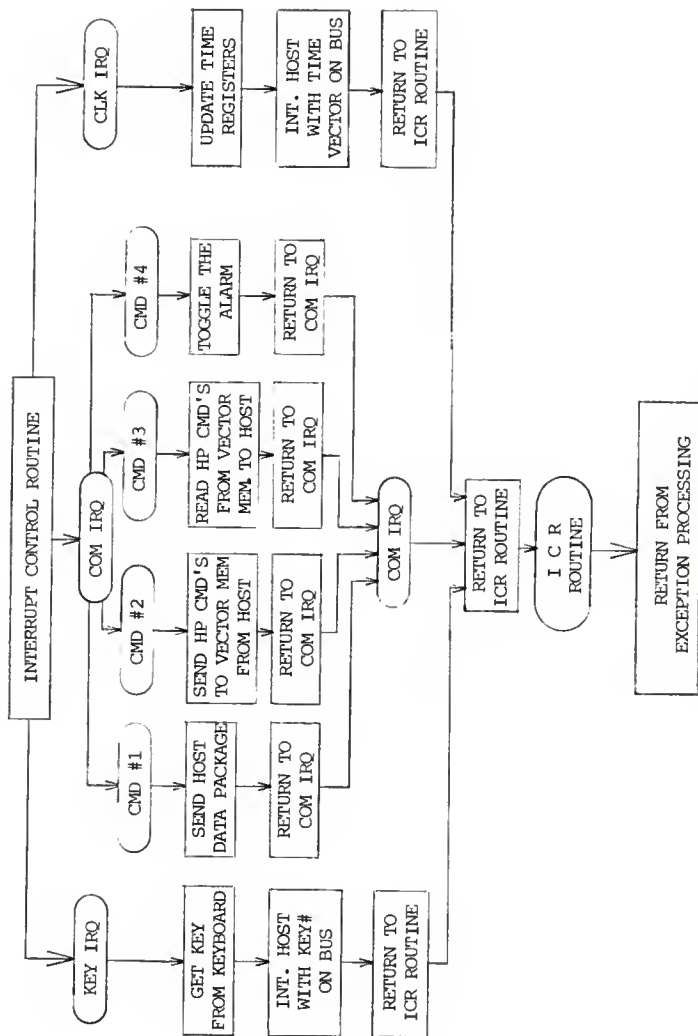 INTERRUPT CONTROL ROUTINE
KEY IRQ
COM IRQ
CLK IRQ
GET KEY
FROM KEYBOARD
INT. HOST
WITH KEY#
ON BUS
RETURN TO
ICR ROUTINE
CMD #1
SEND HOST
DATA PACKAGE
RETURN TO
COM IRQ
CMD #2
SEND HP CMD'S
TO VECTOR MEM
FROM HOST
RETURN TO
COM IRQ
CMD #3
READ HP CMD'S
FROM VECTOR
MEM. TO HOST
RETURN TO
COM IRQ
CMD #4
TOGGLE THE
ALARM
RETURN TO
COM IRQ
UPDATE TIME
REGISTERS
INT. HOST
WITH TIME
VECTOR ON BUS
RETURN TO
ICR ROUTINE
COM IRQ
RETURN TO
ICR ROUTINE
I C R
ROUTINE
RETURN FROM
EXCEPTION PROCESSING